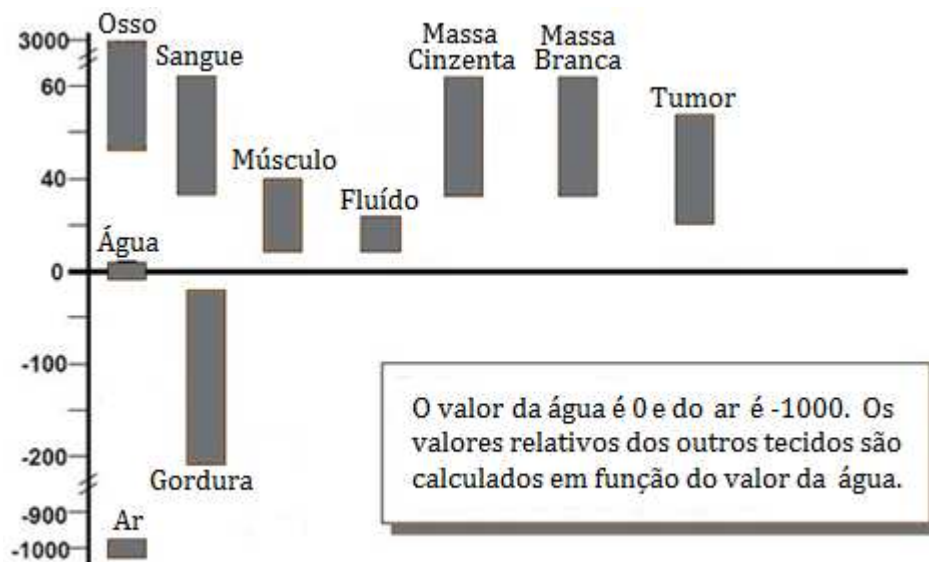 Osso
3000
Sangue
Massa
Cinzenta
Massa
Branca
60
Tumor
Músculo
40
Fluído
Água
0
-100
-200
Gordura
O valor da água é 0 e do ar é -1000. Os
valores relativos dos outros tecidos são
calculados em função do valor da água.
-900
Ar
-1000